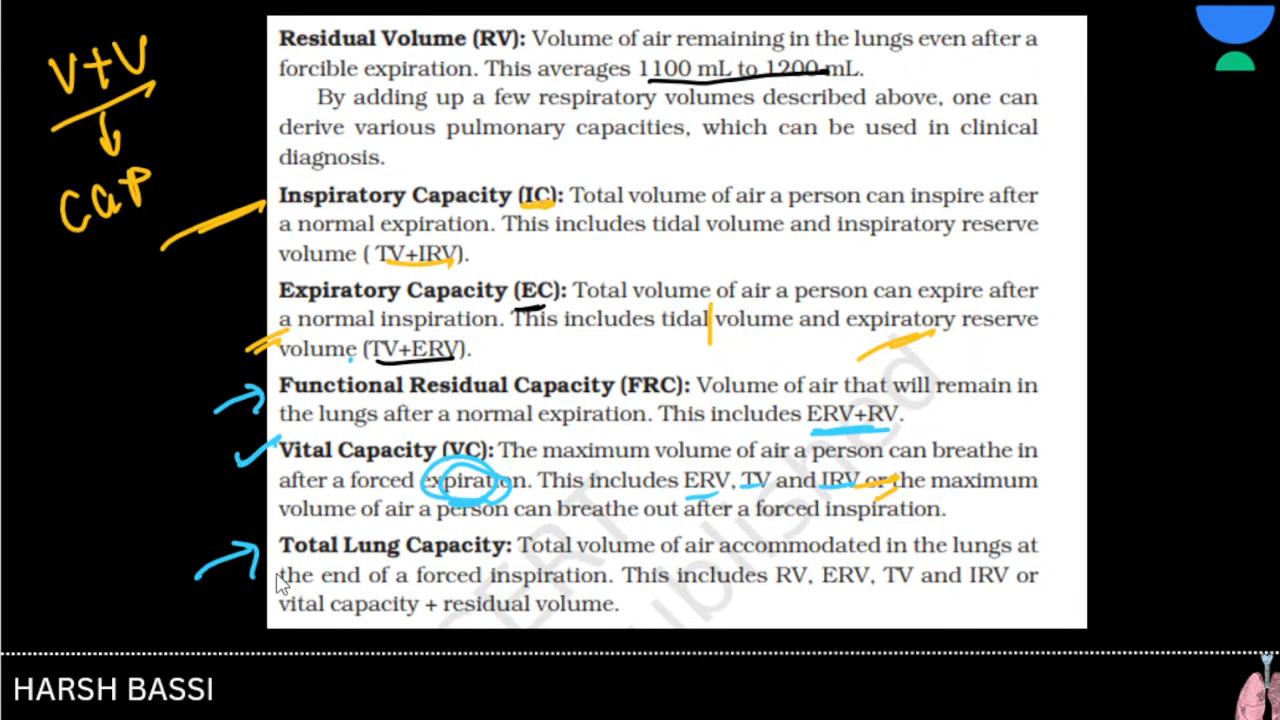 V+V
CAP
Residual Volume (RV): Volume of air remaining in the lungs even after a
forcible expiration. This averages 1100 mL to 1200 mL.
By adding up a few respiratory volumes described above, one can
derive various pulmonary capacities, which can be used in clinical
diagnosis.
Inspiratory Capacity (IC): Total volume of air a person can inspire after
a normal expiration. This includes tidal volume and inspiratory reserve
volume ( TV+IRV).
Expiratory Capacity (EC): Total volume of air a person can expire after
a normal inspiration. This includes tidal volume and expiratory reserve
volume (TV+ERV).
Functional Residual Capacity (FRC): Volume of air that will remain in
the lungs after a normal expiration. This includes ERV+RV.
Vital Capacity (VC): The maximum volume of air a person can breathe in
after a forced expiration. This includes ERV, TV and IRV or the maximum
volume of air a person can breathe out after a forced inspiration.
Total Lung Capacity: Total volume of air accommodated in the lungs at
the end of a forced inspiration. This includes RV, ERV, TV and IRV or
vital capacity + residual volume.
HARSH BASSI